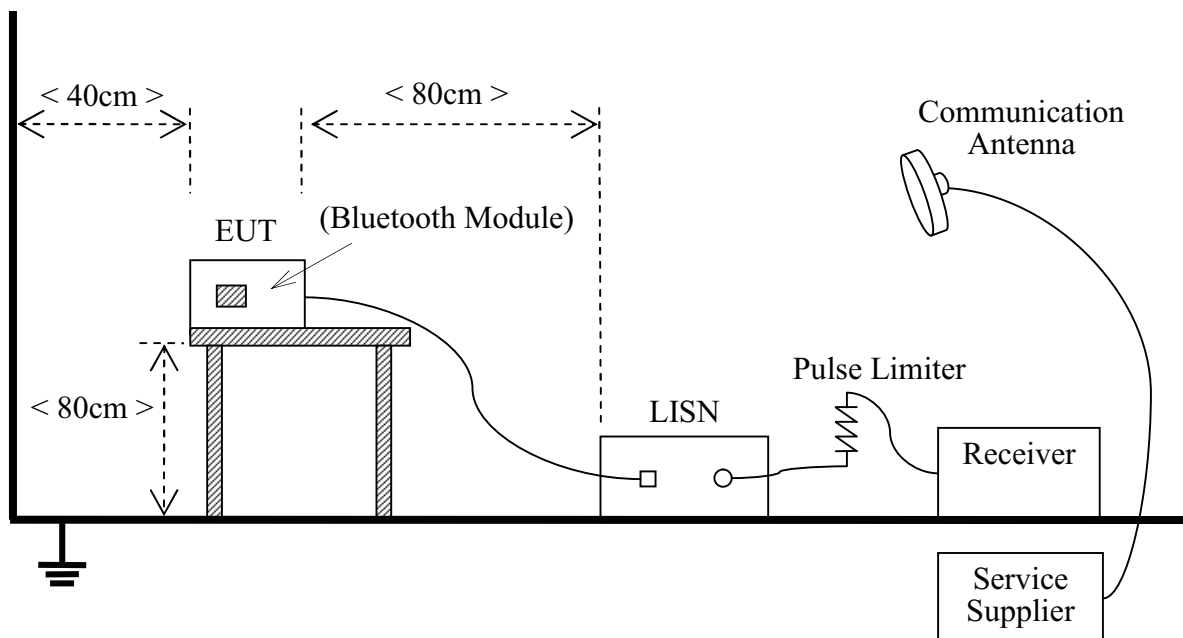 < 40cm >
< 80cm >
Communication
Antenna
(Bluetooth Module)
EUT
Pulse Limiter
< 80cm >
LISN
Receiver
Service
Supplier